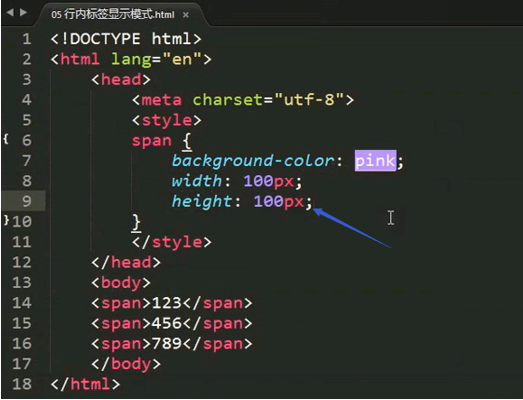 05 行内标签显示模式.html ×
1 <!DOCTYPE html>
2 <html lang="en">
3 <head>
4 <meta charset="utf-8">
5 <style>
{ 6 span {
7 background-color: pink;
8 width: 100px;
9 height: 100px;
}10 }
11 </style>
12 </head>
13 <body>
14 <span>123</span>
15 <span>456</span>
16 <span>789</span>
17 </body>
18 </html>